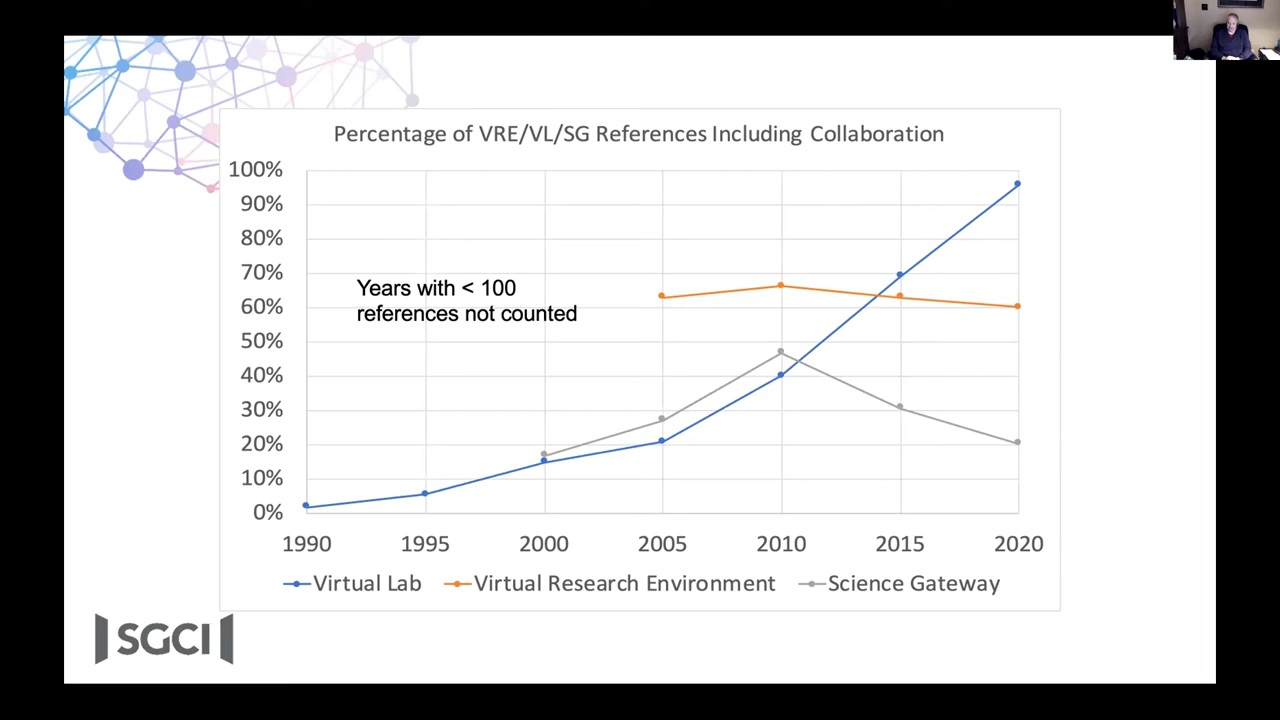 Percentage of VRE/VL/SG References Including Collaboration
100%
90%
80%
70%
60%
50%
40%
30%
20%
10%
0%
Years with < 100
references not counted
1990 1995 2000 2005 2010 2015 2020
Virtual Lab Virtual Research Environment Science Gateway
SGCI